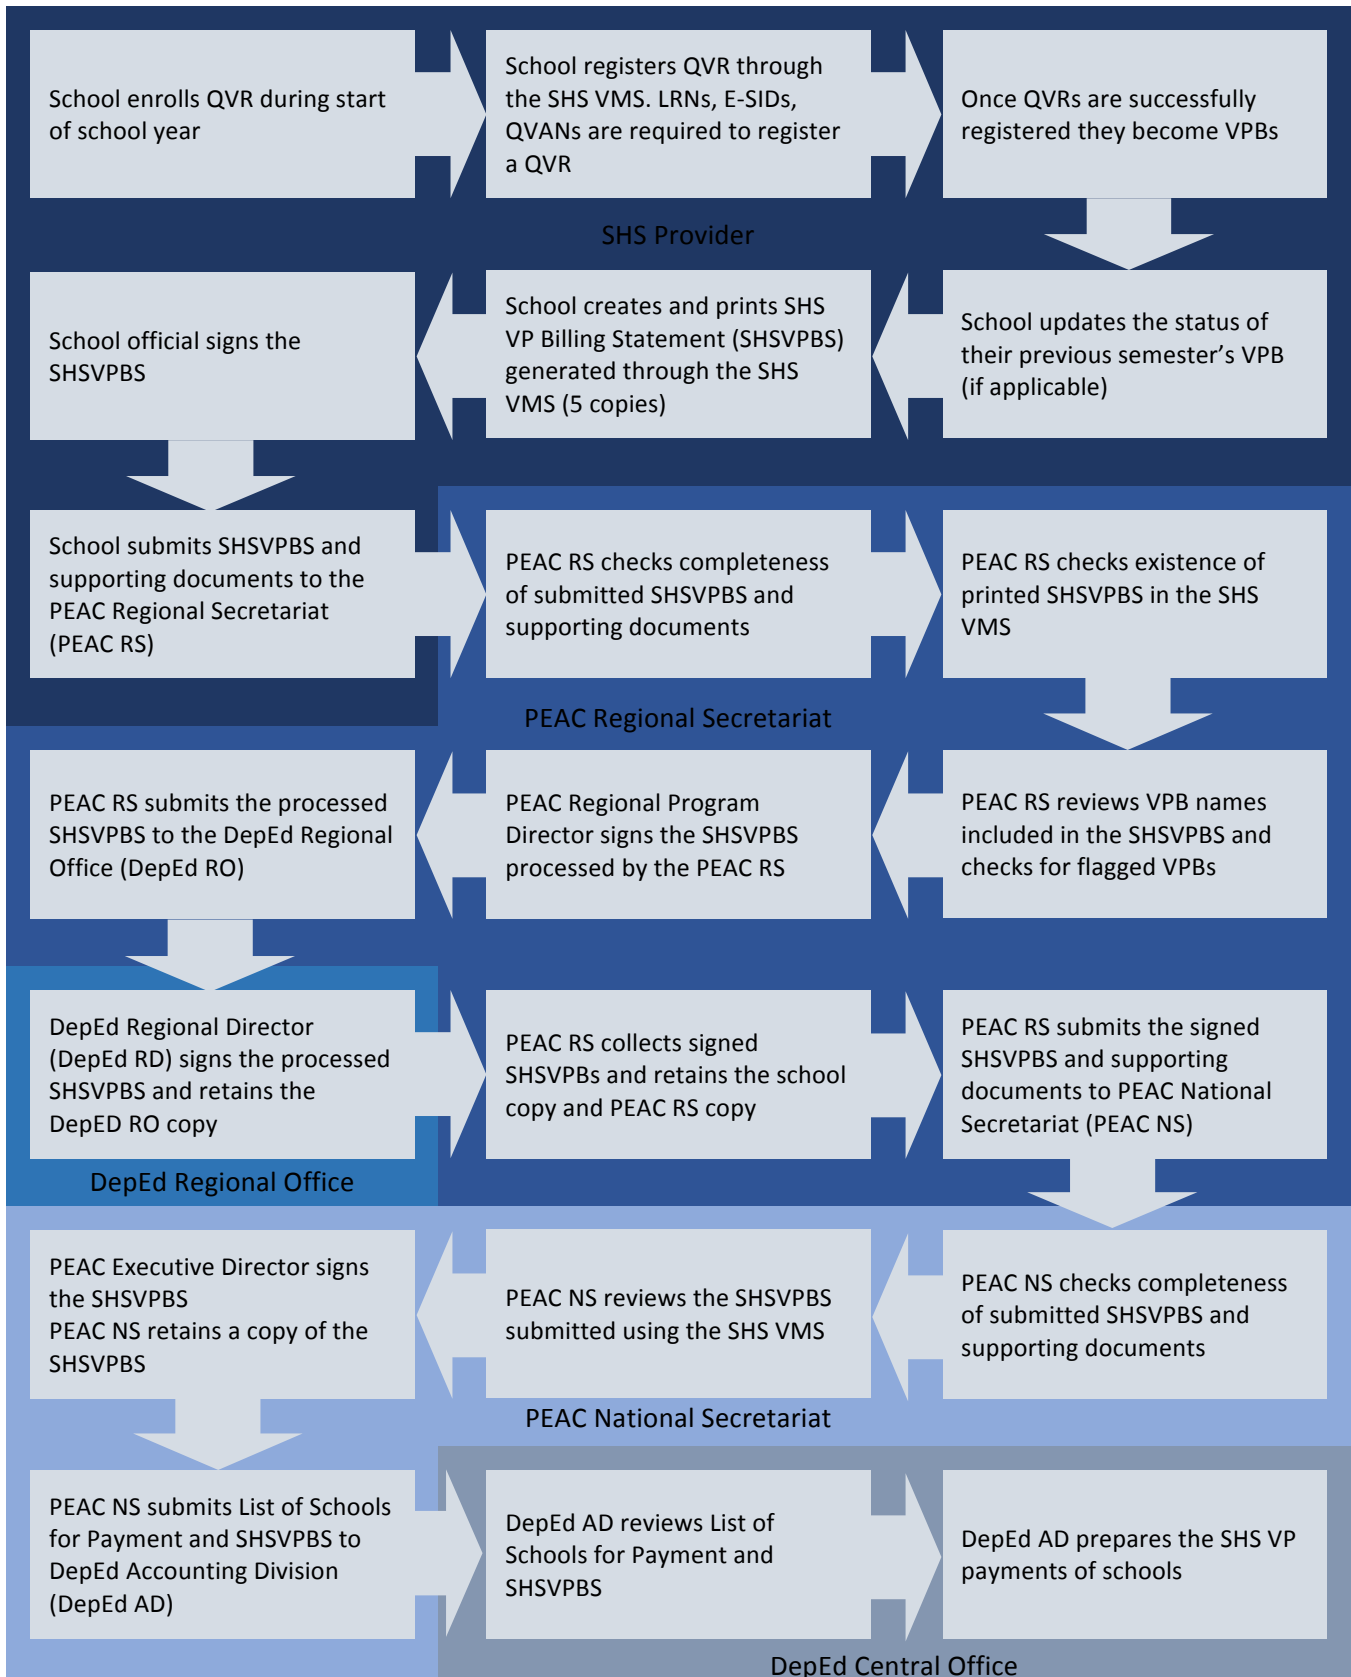 School enrolls QVR during start
of school year
School registers QVR through
the SHS VMS. LRNs, E-SIDs,
QVANs are required to register
a QVR
Once QVRs are successfully
registered they become VPBs
SHS Provider
School updates the status of
their previous semester’s VPB
(if applicable)
School creates and prints SHS
VP Billing Statement (SHSVPBS)
generated through the SHS
VMS (5 copies)
School official signs the
SHSVPBS
School submits SHSVPBS and
supporting documents to the
PEAC Regional Secretariat
(PEAC RS)
PEAC RS checks completeness
of submitted SHSVPBS and
supporting documents
PEAC RS checks existence of
printed SHSVPBS in the SHS
VMS
PEAC Regional Secretariat
PEAC RS reviews VPB names
included in the SHSVPBS and
checks for flagged VPBs
PEAC Regional Program
Director signs the SHSVPBS
processed by the PEAC RS
PEAC RS submits the processed
SHSVPBS to the DepEd Regional
Office (DepEd RO)
DepEd Regional Director
(DepEd RD) signs the processed
SHSVPBS and retains the
DepED RO copy
DepEd Regional Office
PEAC RS collects signed
SHSVPBs and retains the school
copy and PEAC RS copy
PEAC RS submits the signed
SHSVPBS and supporting
documents to PEAC National
Secretariat (PEAC NS)
PEAC NS checks completeness
of submitted SHSVPBS and
supporting documents
PEAC NS reviews the SHSVPBS
submitted using the SHS VMS
PEAC Executive Director signs
the SHSVPBS
PEAC NS retains a copy of the
SHSVPBS
PEAC National Secretariat
PEAC NS submits List of Schools
for Payment and SHSVPBS to
DepEd Accounting Division
(DepEd AD)
DepEd AD reviews List of
Schools for Payment and
SHSVPBS
DepEd AD prepares the SHS VP
payments of schools
DepEd Central Office